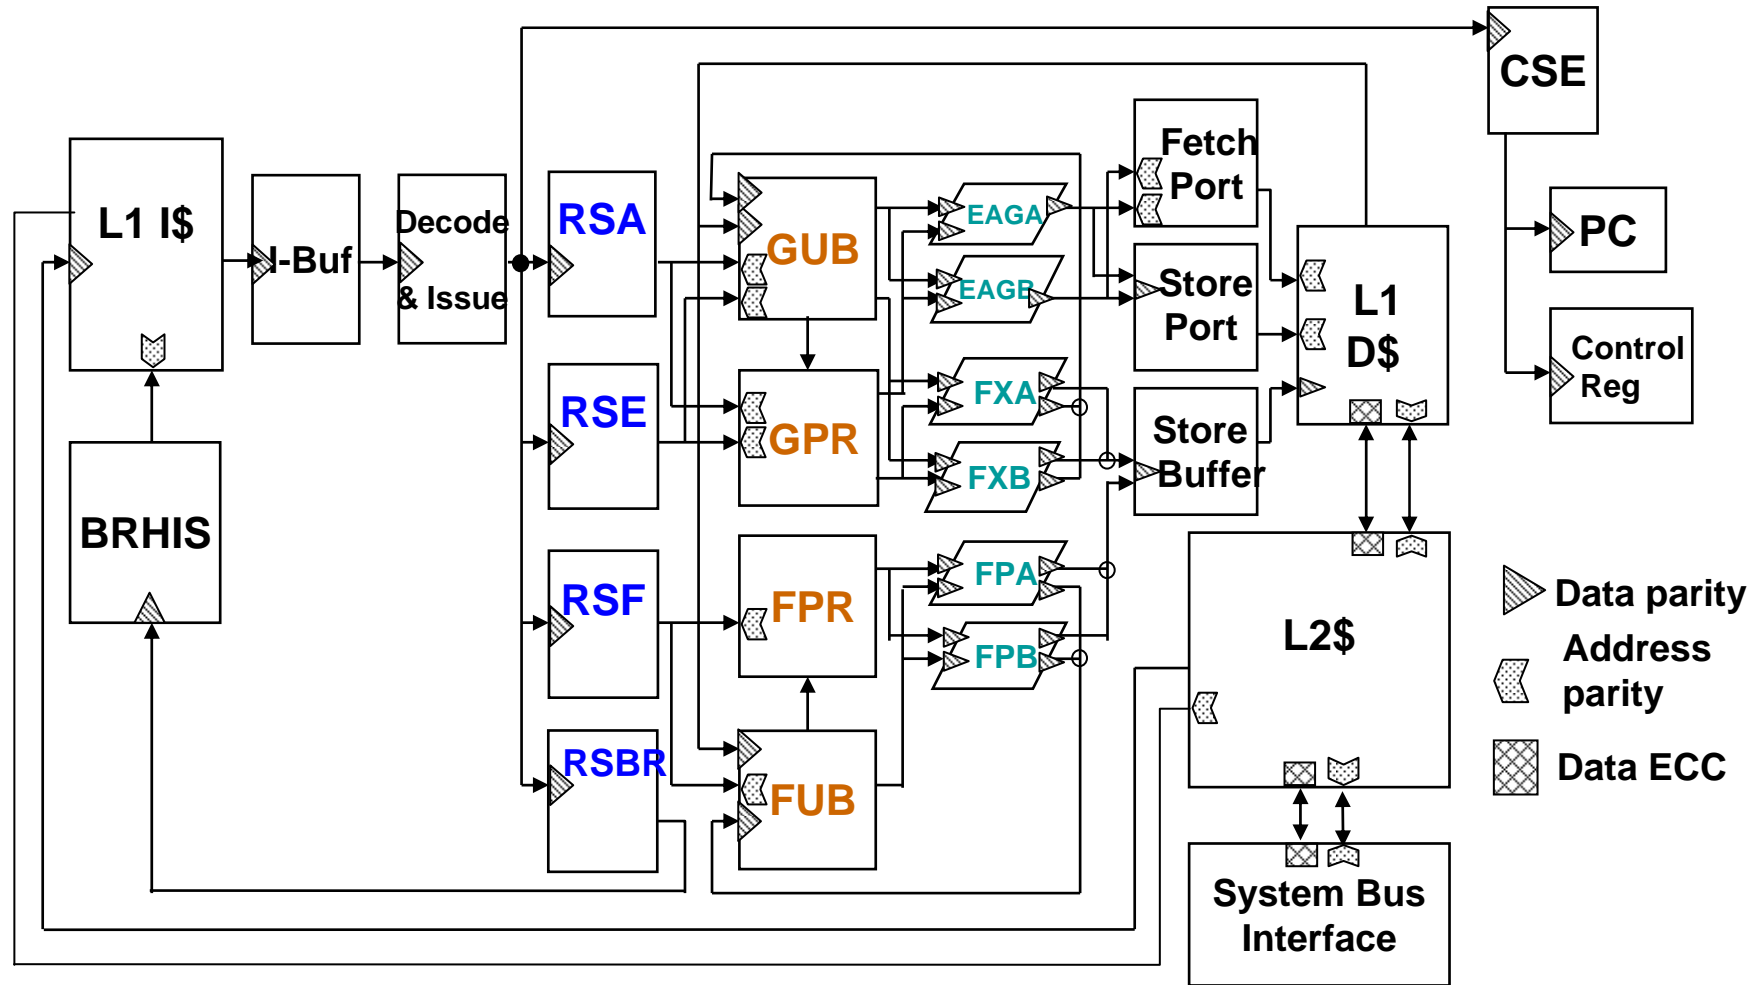 CSE
Fetch
Port
L1 I$
I-Buf
Decode
& Issue
RSA
GUB
EAGA
EAGB
Store
Port
L1
D$
PC
Control
Reg
RSE
GPR
FXA
FXB
Store
Buffer
BRHIS
RSF
FPR
FPA
FPB
L2$
Data parity
Address
parity
Data ECC
RSBR
FUB
System Bus
Interface